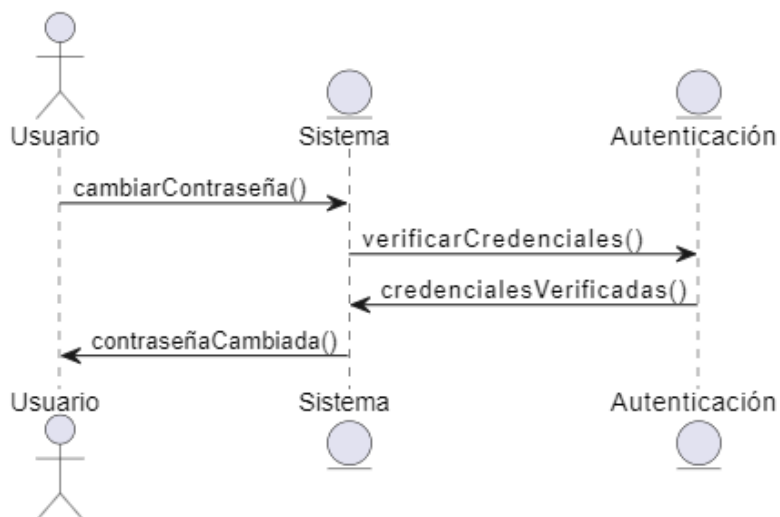 Usuario Sistema Autenticación
cambiarContraseña()
verificarCredenciales()
credencialesVerificadas()
contraseñaCambiada()
Usuario Sistema Autenticación